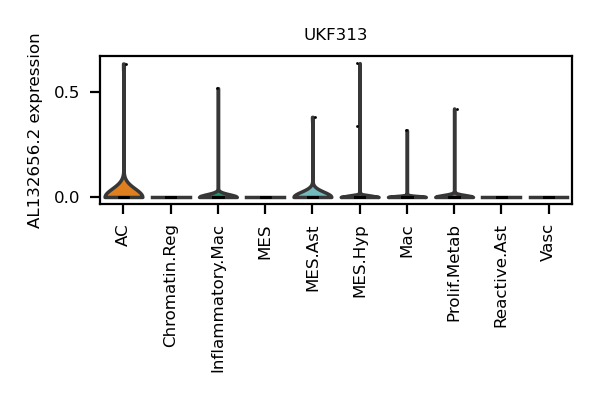 UKF313
AL132656.2 expression
0.5
0.0
AC
Chromatin.Reg
Inflammatory.Mac
MES
MES.Ast
MES.Hyp
Mac
Prolif.Metab
Reactive.Ast
Vasc